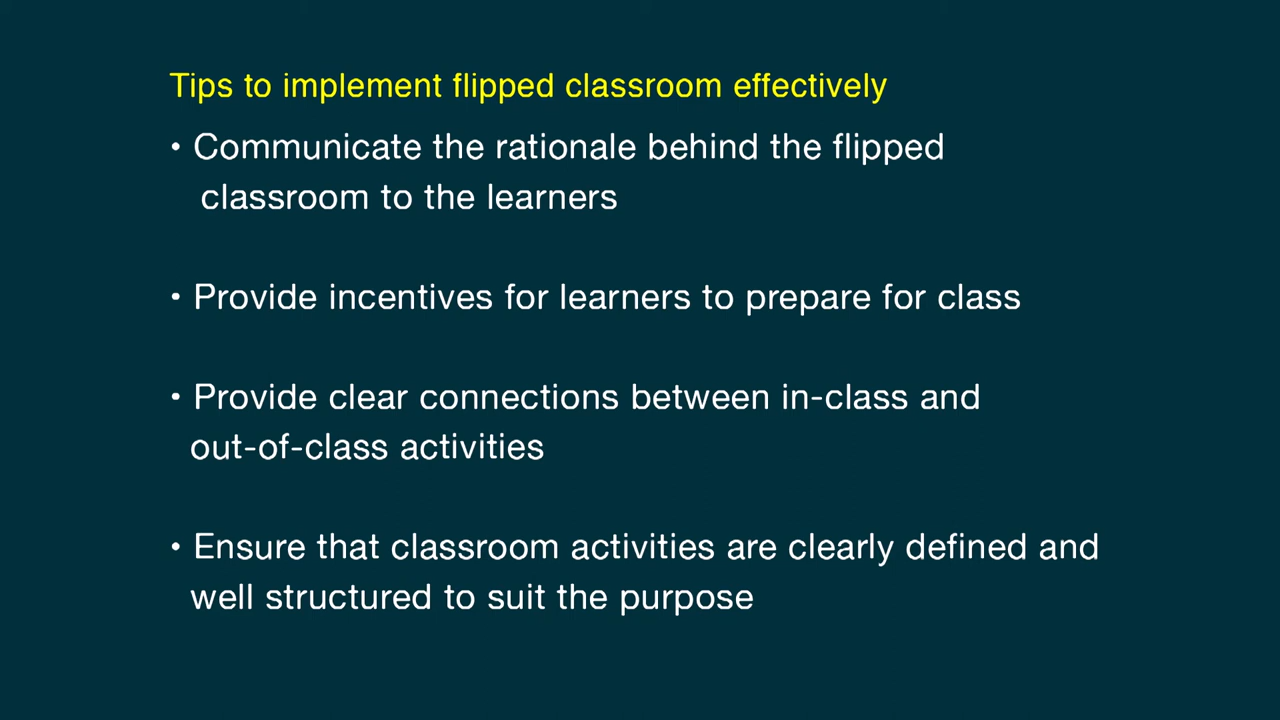 Tips to implement flipped classroom effectively
• Communicate the rationale behind the flipped
classroom to the learners
• Provide incentives for learners to prepare for class
• Provide clear connections between in-class and
out-of-class activities
• Ensure that classroom activities are clearly defined and
well structured to suit the purpose